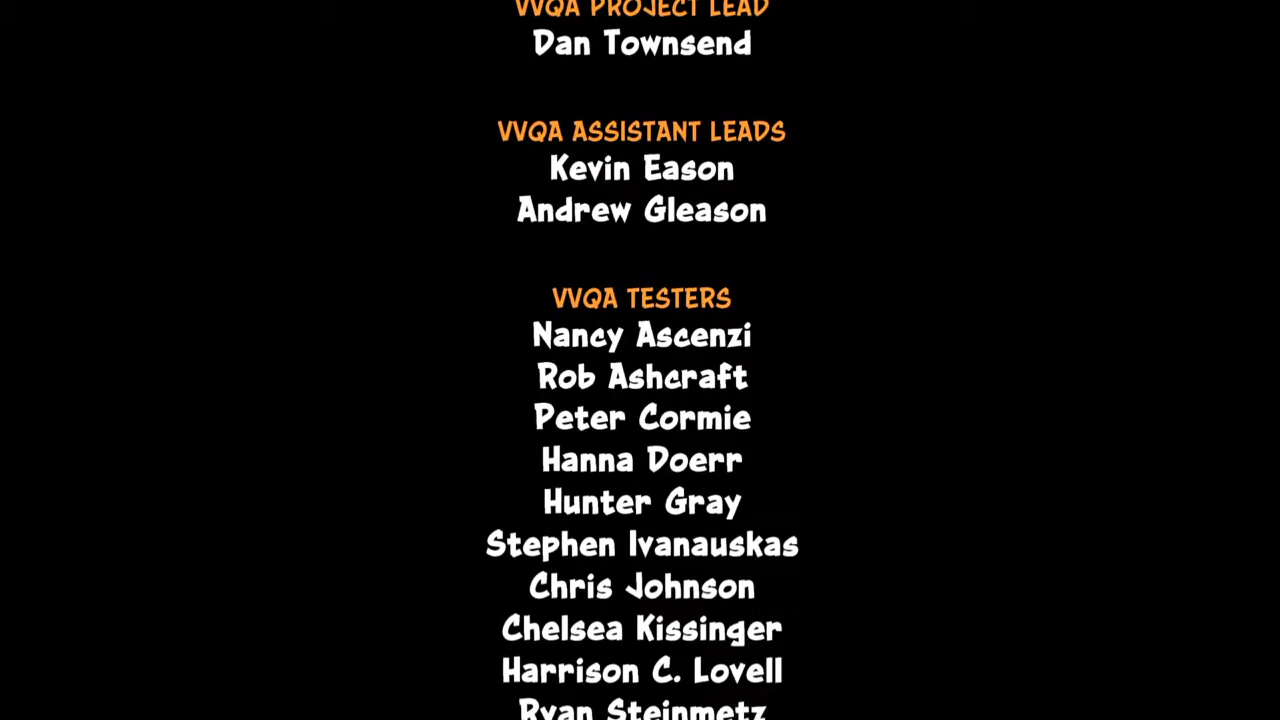 VVQA PROJECT LEAD
Dan Townsend
VVQA ASSISTANT LEADS
Kevin Eason
Andrew Gleason
VVQA TESTERS
Nancy Ascenzi
Rob Ashcraft
Peter Cormie
Hanna Doerr
Hunter Gray
Stephen Ivanauskas
Chris Johnson
Chelsea Kissinger
Harrison C. Lovell
Ryan Steinmetz